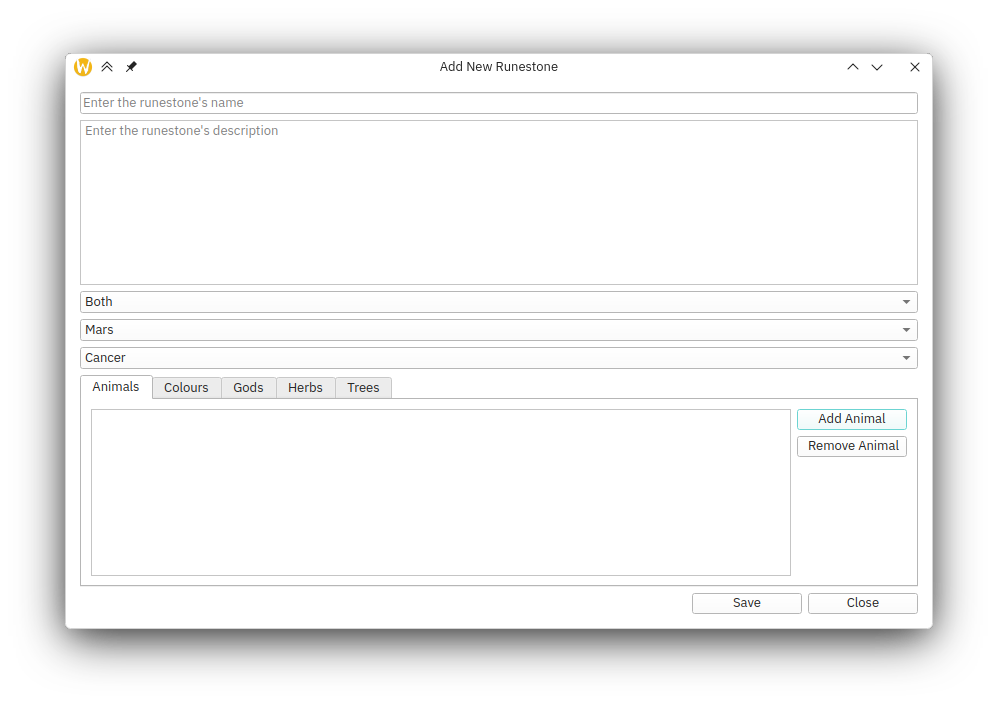 W
Add New Runestone
Enter the runestone's name
Enter the runestone's description
Both
Mars
Cancer
Animals Colours Gods Herbs Trees
Add Animal
Remove Animal
Save Close